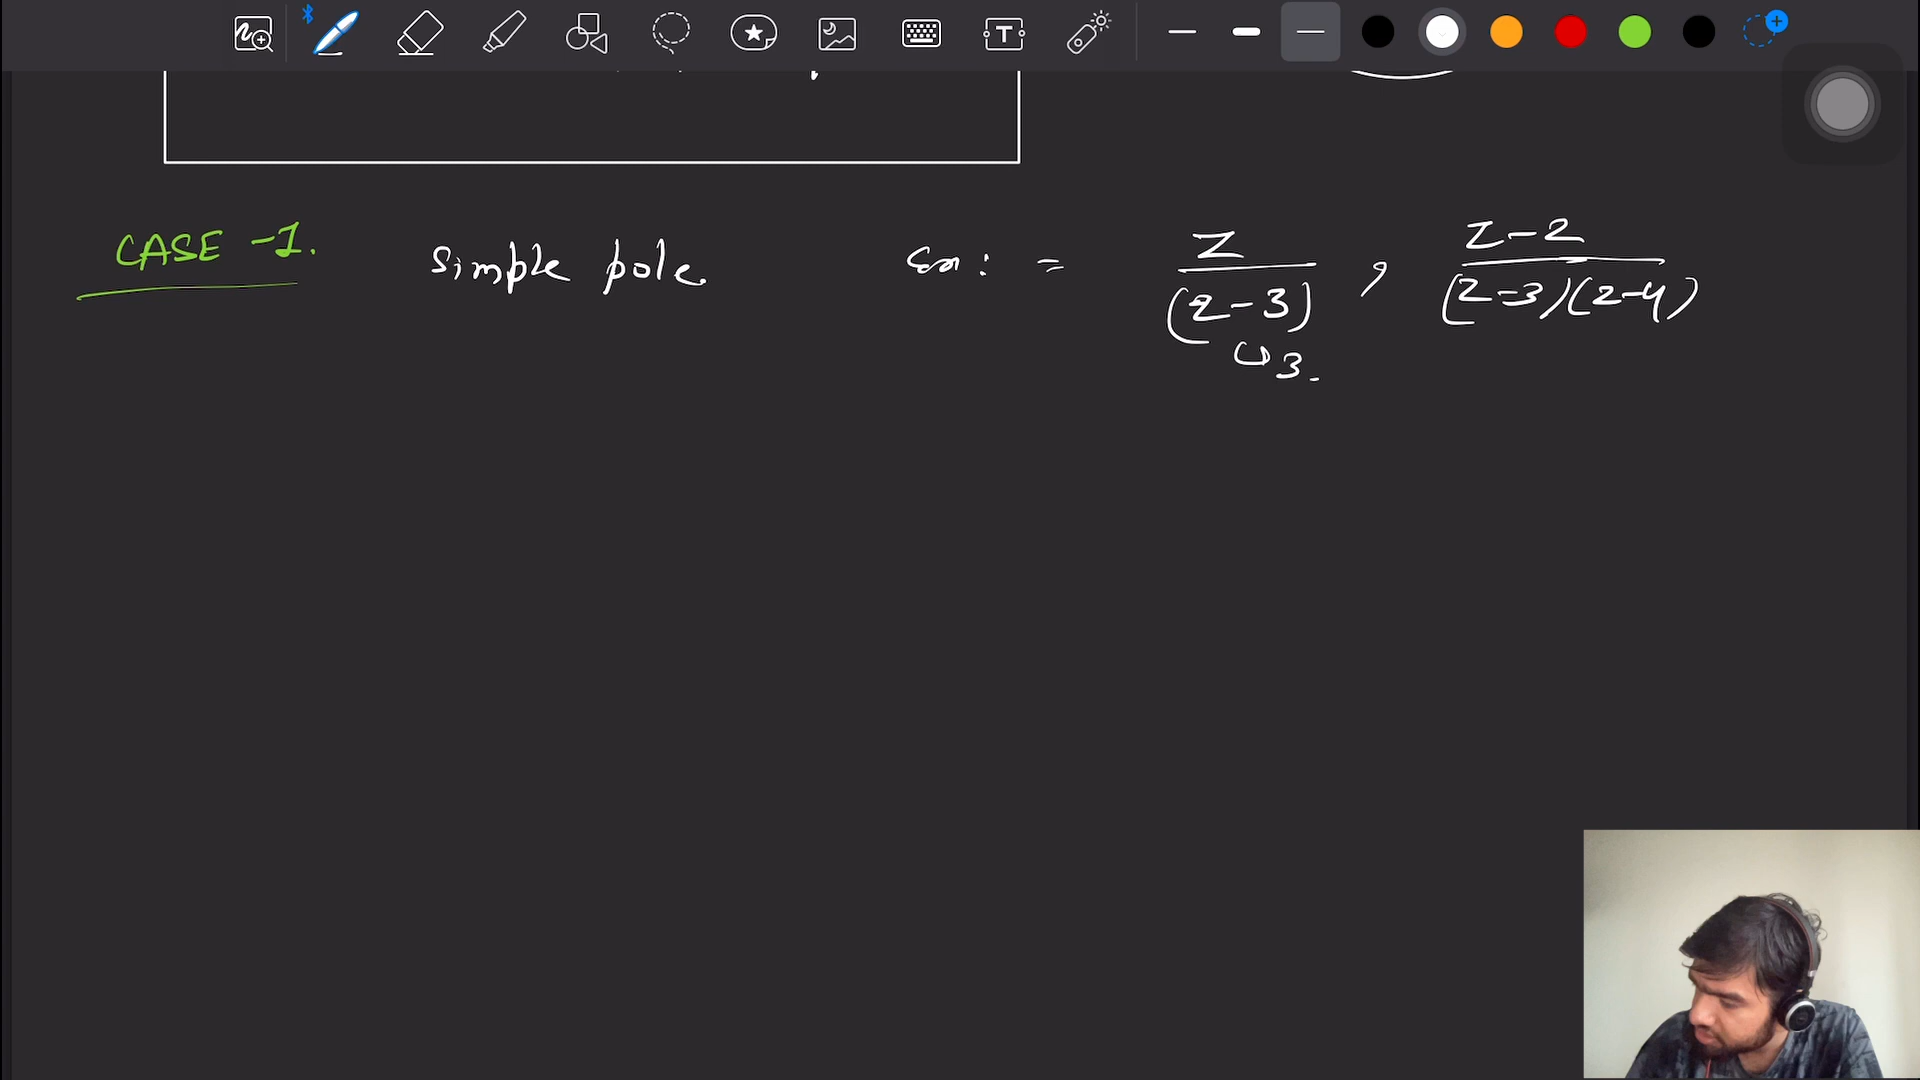 CASE -1. simple pole. Ex: = z/(z-3) , z-2/(z-3)(z-4)
↪ 3.
T